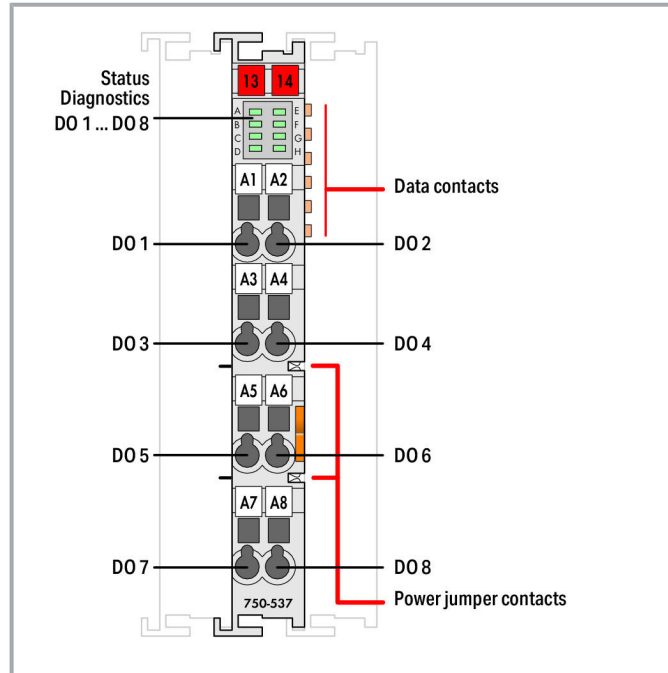 13 14
Status
Diagnostics
DO 1 ... DO 8
A E
B F
C G
D H
A1 A2
Data contacts
DO 1 DO 2
A3 A4
DO 3 DO 4
A5 A6
DO 5 DO 6
A7 A8
DO 7 DO 8
750-537
Power jumper contacts